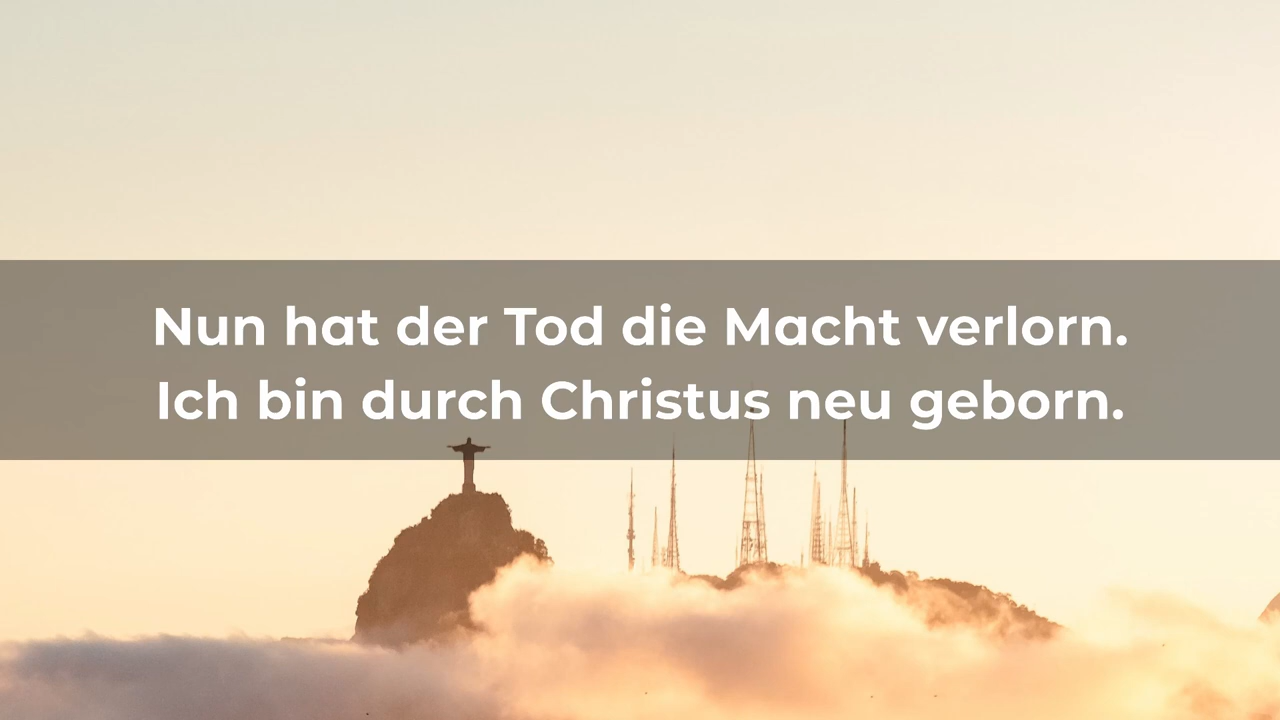 Nun hat der Tod die Macht verlorn.
Ich bin durch Christus neu geborn.